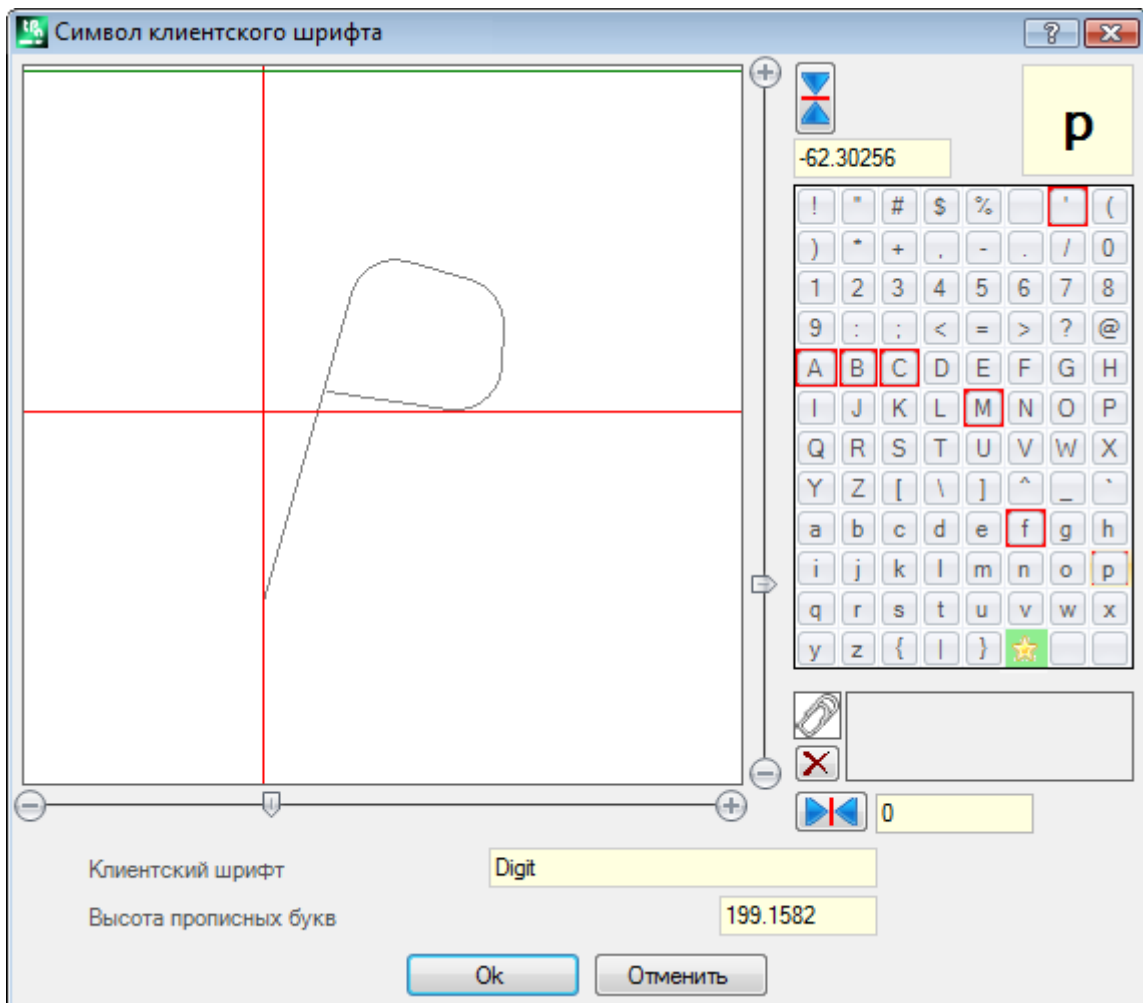 Символ клиентского шрифта
p
-62.30256
! " # $ % ' (
) * + , - . / 0
1 2 3 4 5 6 7 8
9 : ; < = > ? @
A B C D E F G H
I J K L M N O P
Q R S T U V W X
Y Z [ \ ] ^ _ `
a b c d e f g h
i j k l m n o p
q r s t u v w x
y z { | }
0
Клиентский шрифт Digit
Высота прописных букв 199.1582
Ok Отменить